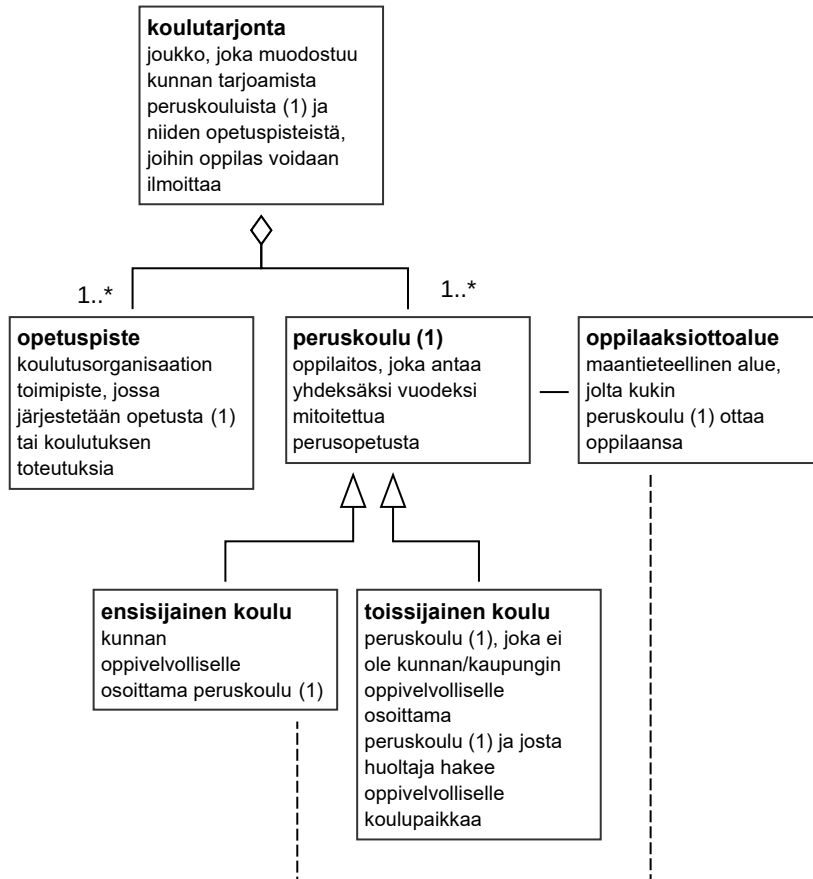 koulutarjonta
joukko, joka muodostuu
kunnan tarjoamista
peruskouluista (1) ja
niiden opetuspisteistä,
joihin oppilas voidaan
ilmoittaa
1..*
1..*
opetuspiste
koulutusorganisaation
toimipiste, jossa
järjestetään opetusta (1)
tai koulutuksen
toteutuksia
peruskoulu (1)
oppilaitos, joka antaa
yhdeksäksi vuodeksi
mitoitettua
perusopetusta
oppilaaksiottoalue
maantieteellinen alue,
jolta kukin
peruskoulu (1) ottaa
oppilaansa
ensisijainen koulu
kunnan
oppivelvolliselle
osoittama peruskoulu (1)
toissijainen koulu
peruskoulu (1), joka ei
ole kunnan/kaupungin
oppivelvolliselle
osoittama
peruskoulu (1) ja josta
huoltaja hakee
oppivelvolliselle
koulupaikkaa